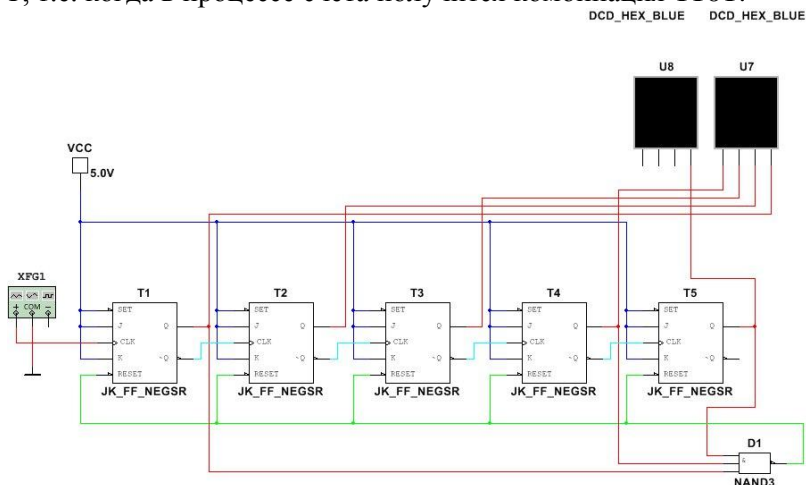 1, т.е. когда в процессе счета получится комбинация 1101.
DCD_HEX_BLUE DCD_HEX_BLUE
U8 U7
VCC
5.0V
XFG1
COM
T1 T2 T3 T4 T5
SET SET SET SET SET
J Q J Q J Q J Q J Q
CLK CLK CLK CLK CLK
K ~Q K ~Q K ~Q K ~Q K ~Q
RESET RESET RESET RESET RESET
JK_FF_NEGSR JK_FF_NEGSR JK_FF_NEGSR JK_FF_NEGSR JK_FF_NEGSR
D1
&
NAND3